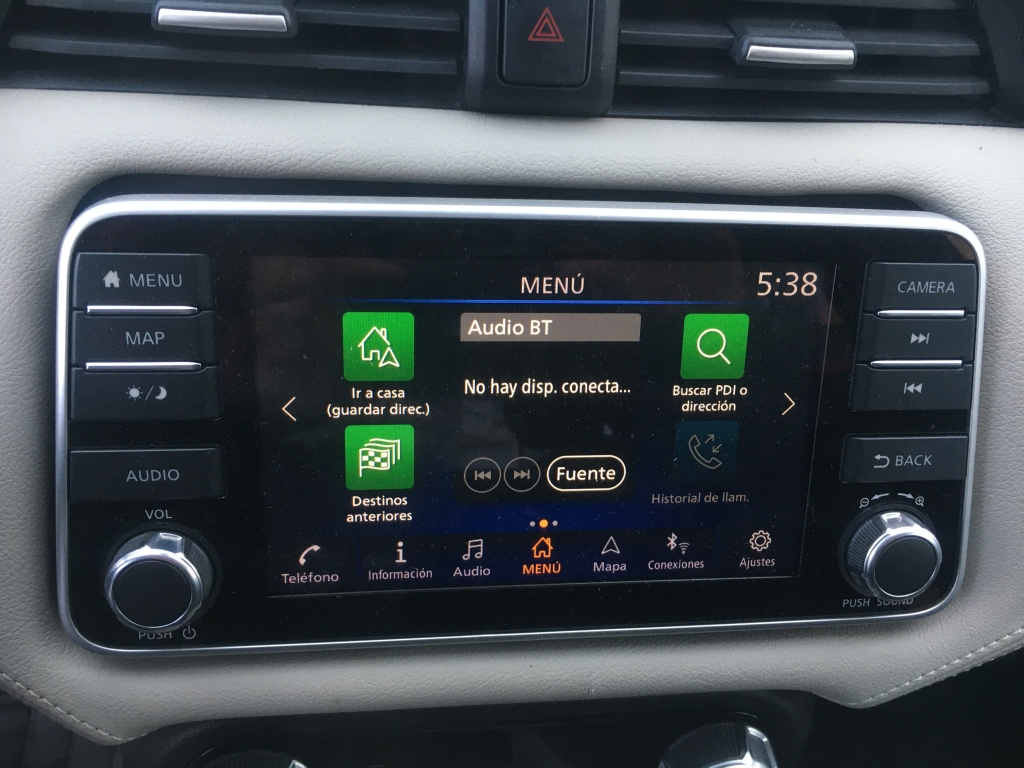 MENU
MAP
AUDIO
VOL
PUSH
MENÚ
5:38
Ir a casa
(guardar direc.)
Destinos
anteriores
Audio BT
No hay disp. conecta...
Fuente
Buscar PDI o
dirección
Historial de llam.
Teléfono
Información
Audio
MENÚ
Mapa
Conexiones
Ajustes
CAMERA
BACK
PUSH SOUND